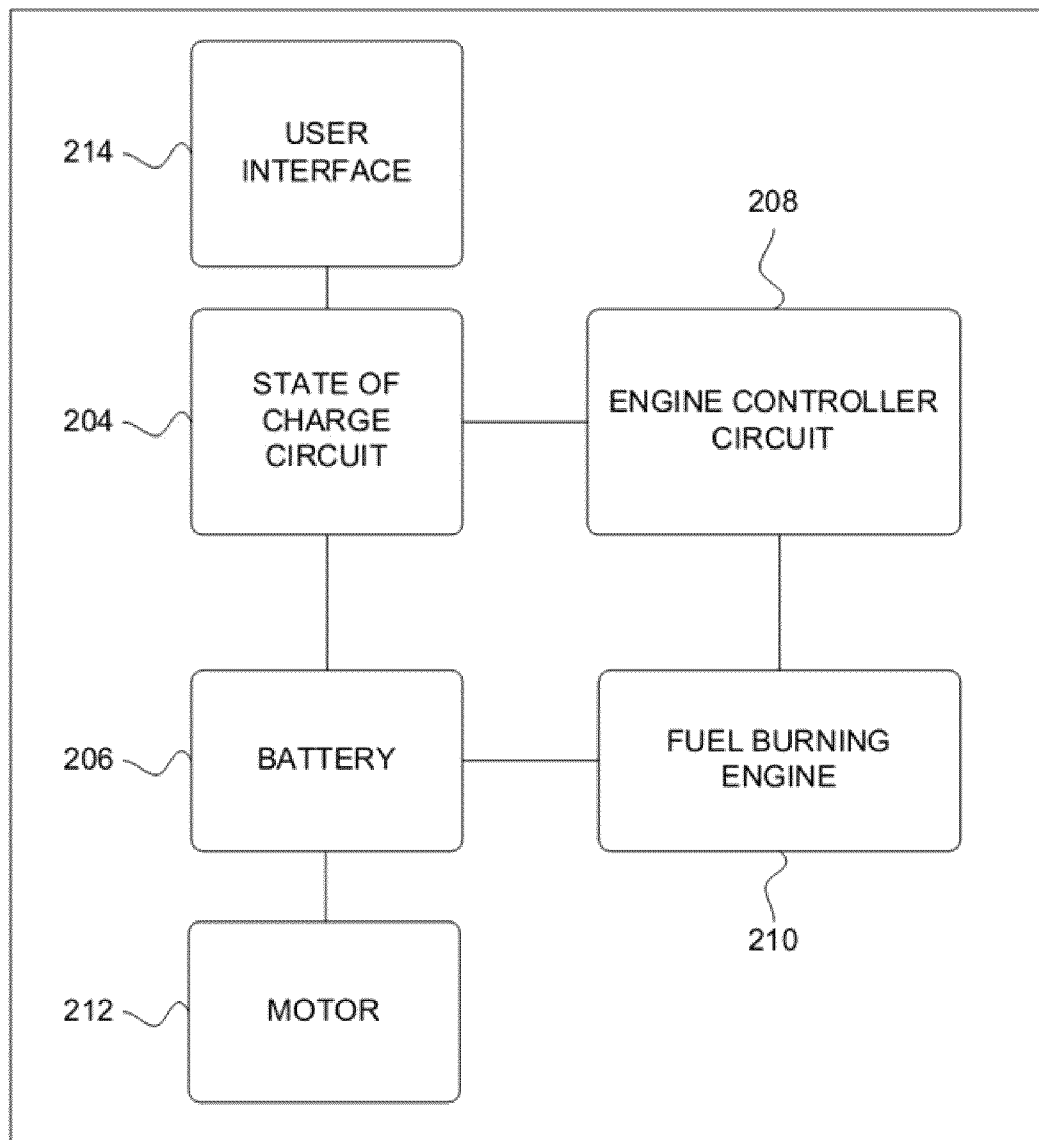 USER
INTERFACE
214
208
STATE OF
CHARGE
CIRCUIT
204
ENGINE CONTROLLER
CIRCUIT
206
BATTERY
FUEL BURNING
ENGINE
210
212
MOTOR